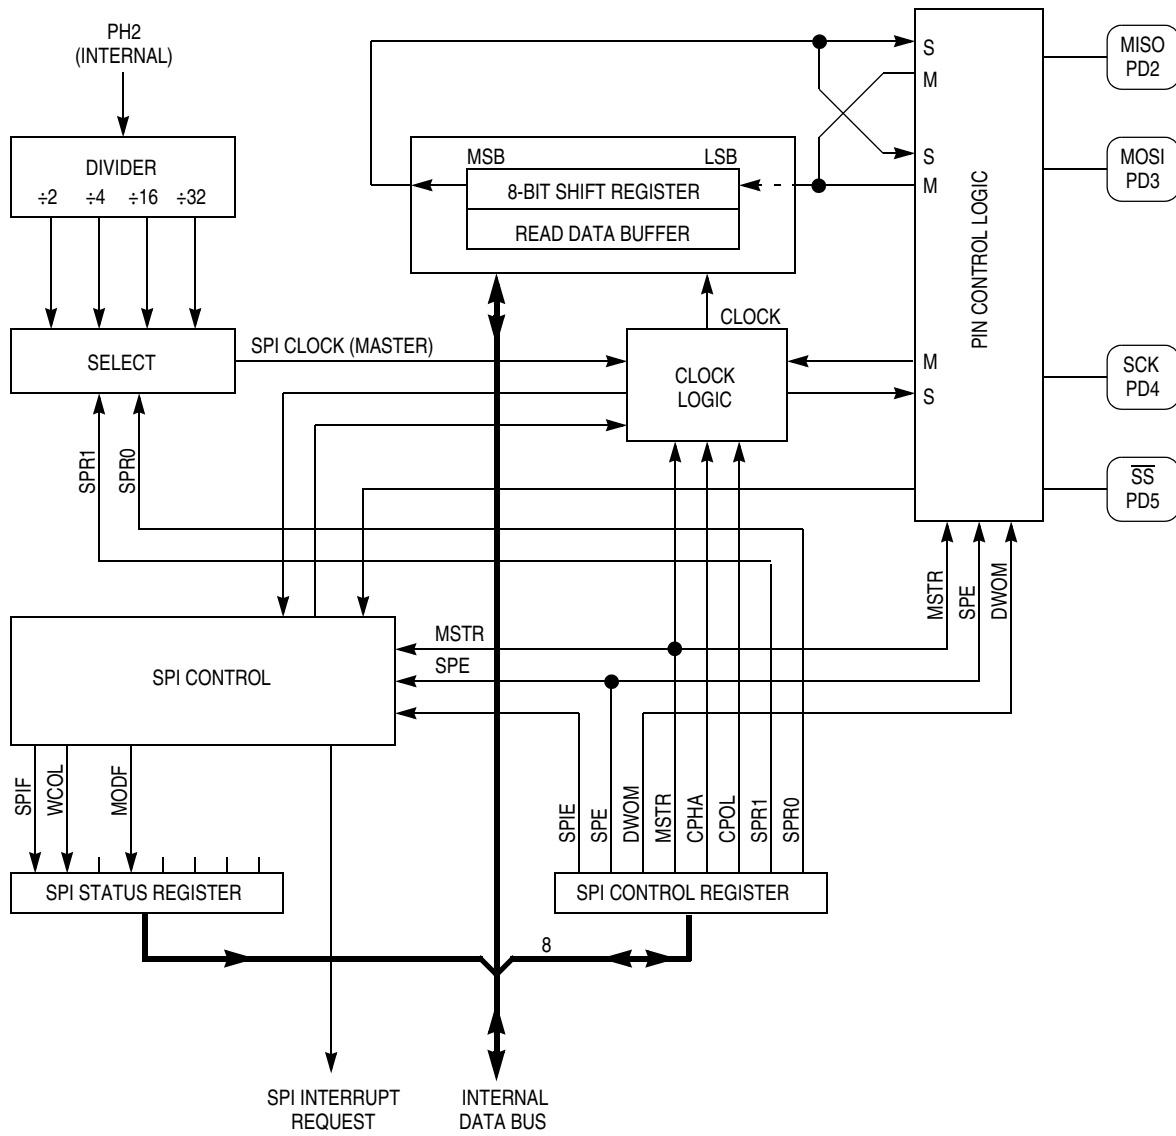 PH2
(INTERNAL)
DIVIDER
÷2 ÷4 ÷16 ÷32
SELECT
SPI CLOCK (MASTER)
SPR1
SPR0
MSB LSB
8-BIT SHIFT REGISTER
READ DATA BUFFER
CLOCK
CLOCK
LOGIC
S
M
S
M
M
S
PIN CONTROL LOGIC
MISO
PD2
MOSI
PD3
SCK
PD4
SS
PD5
MSTR
SPE
DWOM
SPI CONTROL
MSTR
SPE
SPIF
WCOL
MODF
SPIE
SPE
DWOM
MSTR
CPHA
CPOL
SPR1
SPR0
SPI STATUS REGISTER
SPI CONTROL REGISTER
8
SPI INTERRUPT
REQUEST
INTERNAL
DATA BUS